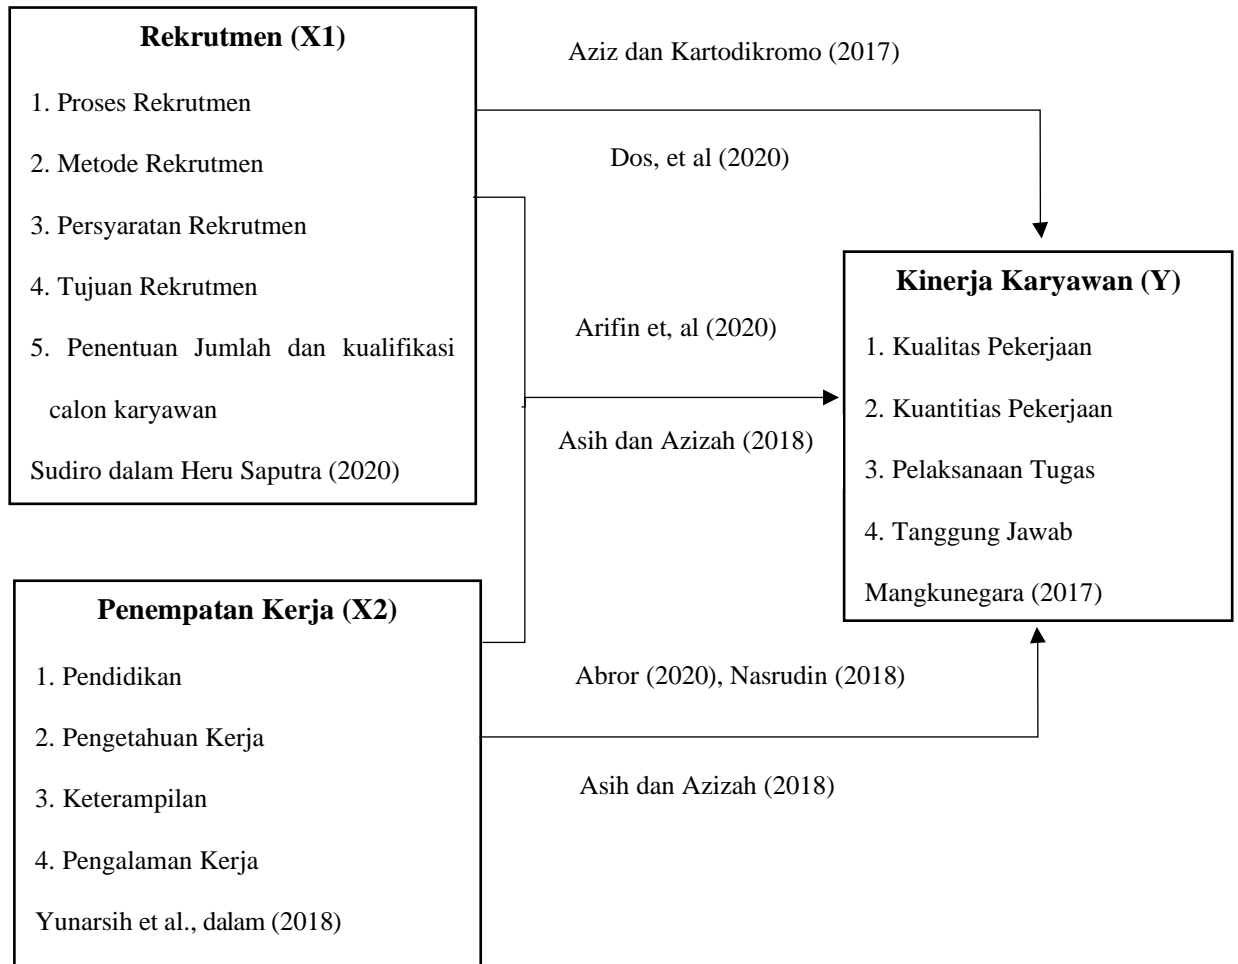 Rekrutmen (X1)
1. Proses Rekrutmen
2. Metode Rekrutmen
3. Persyaratan Rekrutmen
4. Tujuan Rekrutmen
5. Penentuan Jumlah dan kualifikasi
calon karyawan
Sudiro dalam Heru Saputra (2020)
Aziz dan Kartodikromo (2017)
Dos, et al (2020)
Arifin et, al (2020)
Asih dan Azizah (2018)
Kinerja Karyawan (Y)
1. Kualitas Pekerjaan
2. Kuantitias Pekerjaan
3. Pelaksanaan Tugas
4. Tanggung Jawab
Mangkunegara (2017)
Penempatan Kerja (X2)
1. Pendidikan
2. Pengetahuan Kerja
3. Keterampilan
4. Pengalaman Kerja
Yunarsih et al., dalam (2018)
Abror (2020), Nasrudin (2018)
Asih dan Azizah (2018)